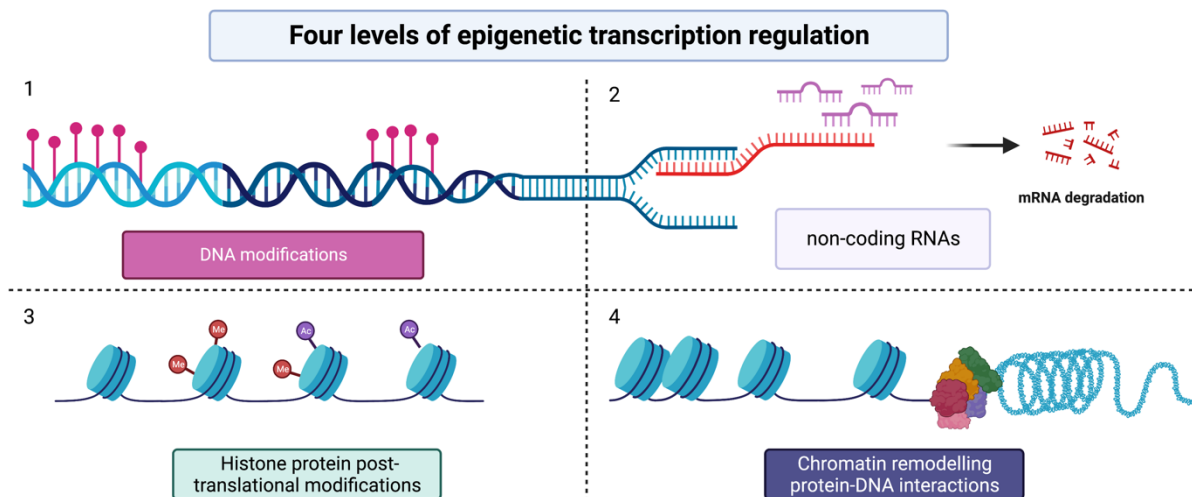 Four levels of epigenetic transcription regulation
1
DNA modifications
2
mRNA degradation
non-coding RNAs
3
Me
Me
Me
Ac
Ac
Histone protein post-
translational modifications
4
Chromatin remodelling
protein-DNA interactions